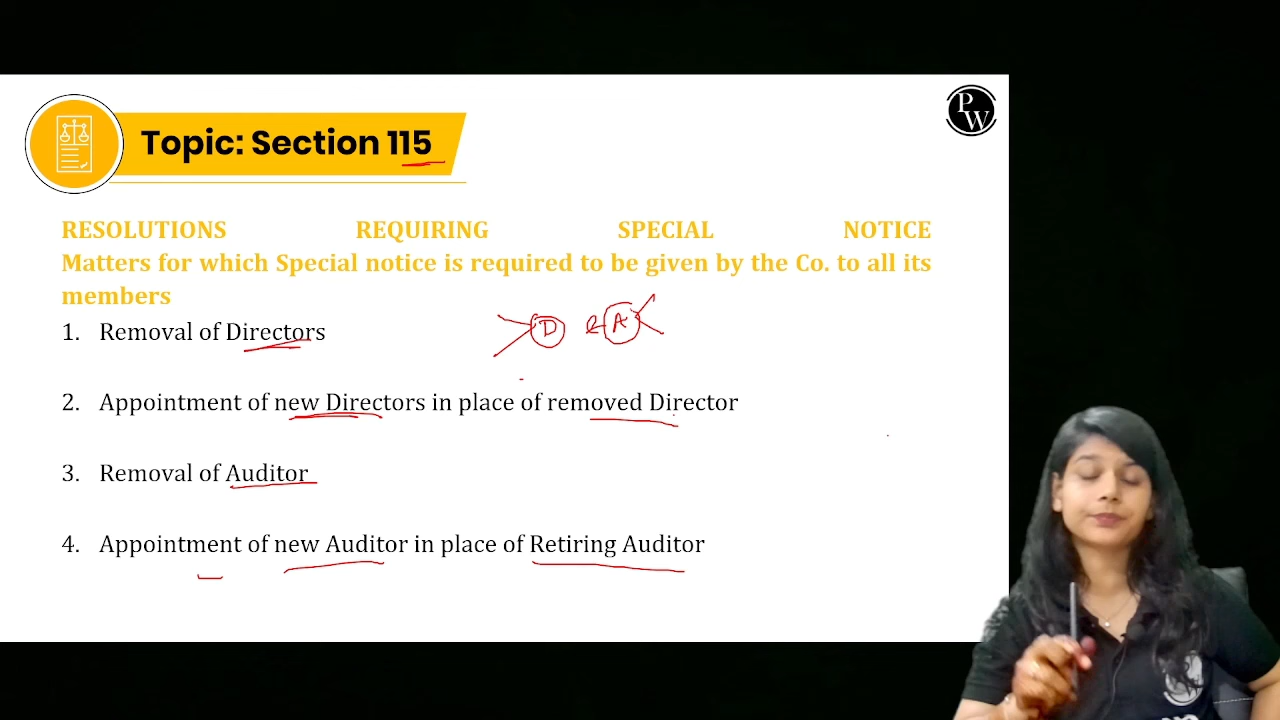 P
W
Topic: Section 115
RESOLUTIONS REQUIRING SPECIAL NOTICE
Matters for which Special notice is required to be given by the Co. to all its
members
1. Removal of Directors
D & A
2. Appointment of new Directors in place of removed Director
3. Removal of Auditor
4. Appointment of new Auditor in place of Retiring Auditor